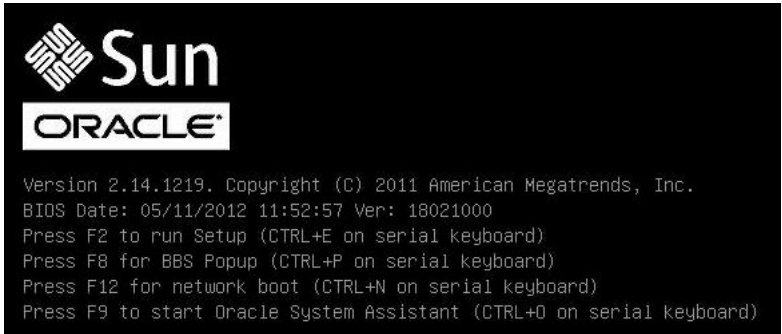 Sun
ORACLE
Version 2.14.1219. Copyright (C) 2011 American Megatrends, Inc.
BIOS Date: 05/11/2012 11:52:57 Ver: 18021000
Press F2 to run Setup (CTRL+E on serial keyboard)
Press F8 for BBS Popup (CTRL+P on serial keyboard)
Press F12 for network boot (CTRL+N on serial keyboard)
Press F9 to start Oracle System Assistant (CTRL+O on serial keyboard)